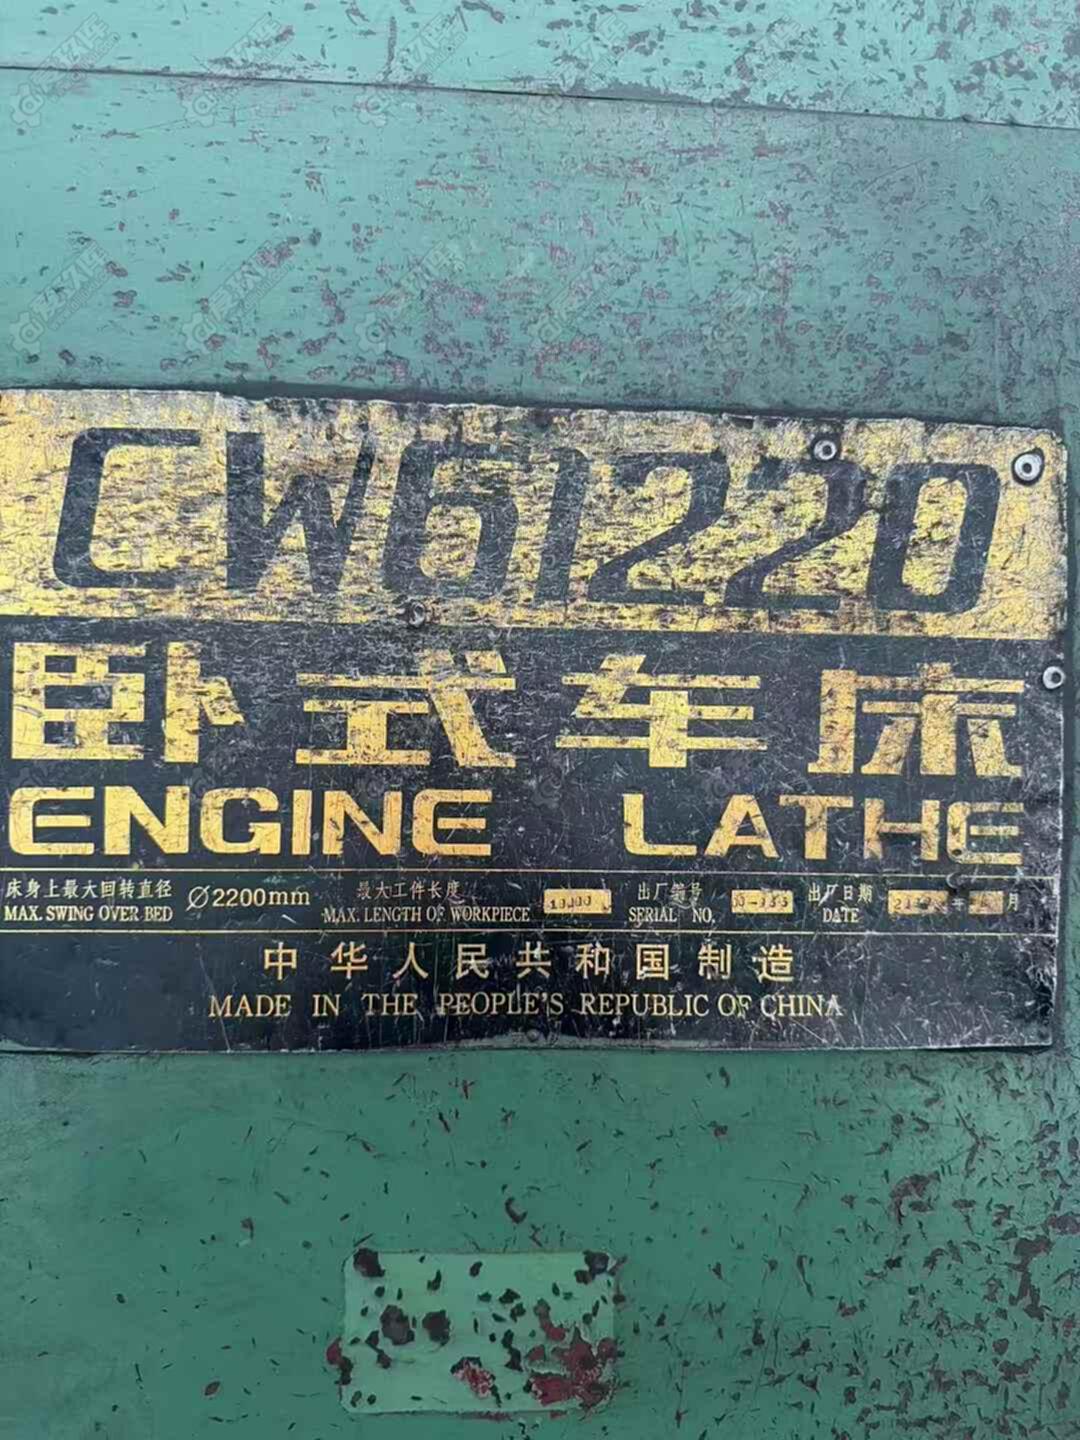 CW61220
卧式车床
ENGINE LATHE
床身上最大回转直径 Ø2200mm 最大工件长度 出厂编号 出厂日期 年 月
MAX. SWING OVER BED MAX. LENGTH OF WORKPIECE SERIAL NO. DATE
中华人民共和国制造
MADE IN THE PEOPLE'S REPUBLIC OF CHINA